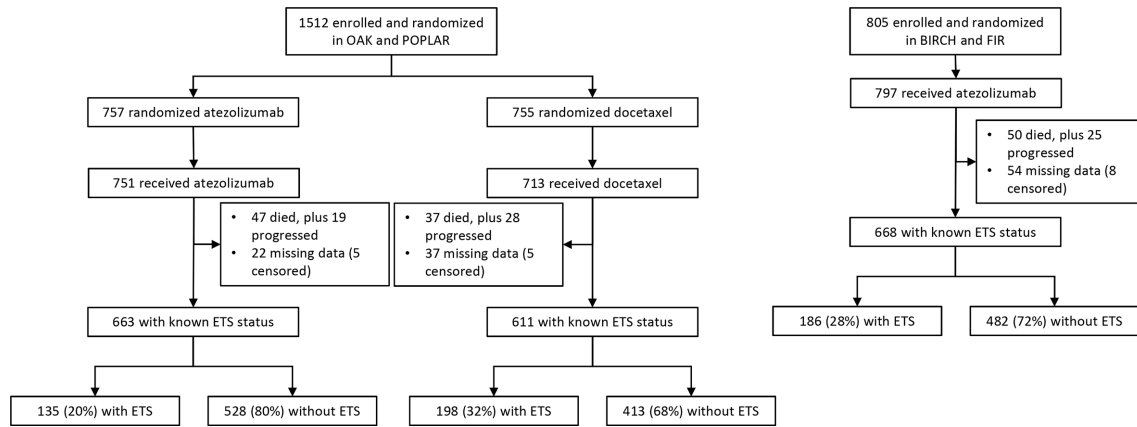 1512 enrolled and randomized
in OAK and POPLAR
757 randomized atezolizumab
755 randomized docetaxel
751 received atezolizumab
713 received docetaxel
• 47 died, plus 19
progressed
• 22 missing data (5
censored)
• 37 died, plus 28
progressed
• 37 missing data (5
censored)
663 with known ETS status
611 with known ETS status
135 (20%) with ETS
528 (80%) without ETS
198 (32%) with ETS
413 (68%) without ETS
805 enrolled and randomized
in BIRCH and FIR
797 received atezolizumab
• 50 died, plus 25
progressed
• 54 missing data (8
censored)
668 with known ETS status
186 (28%) with ETS
482 (72%) without ETS